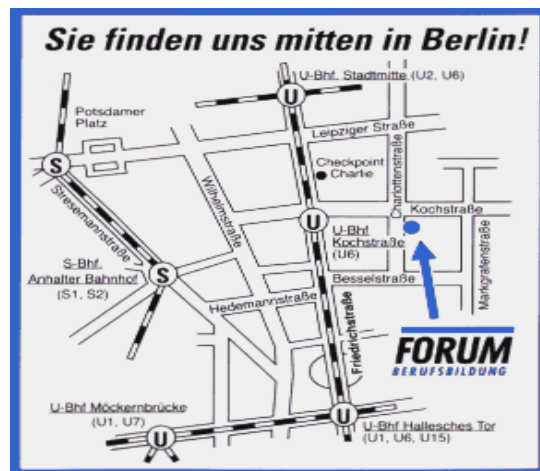 Sie finden uns mitten in Berlin!
U-Bhf. Stadtmitte (U2, U6)
U
Potsdamer
Platz
Leipziger Straße
Checkpoint
Charlie
S
Stresemannstraße
Wilhelmstraße
Charlottenstraße
Kochstraße
U
U-Bhf
Kochstraße
(U6)
Markgrafenstraße
S-Bhf.
Anhalter Bahnhof
(S1, S2)
S
Besselstraße
Hedemannstraße
Friedrichstraße
FORUM
BERUFSBILDUNG
U-Bhf Möckernbrücke
(U1, U7)
U
U
U-Bhf Hallesches Tor
(U1, U6, U15)